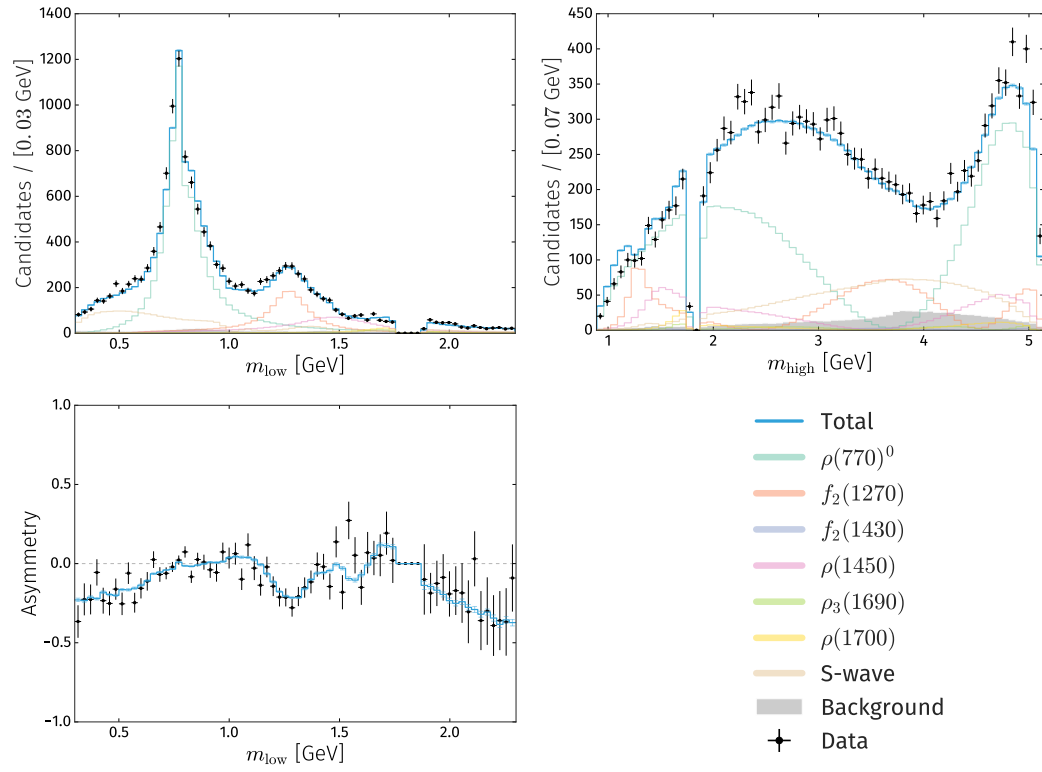 1400
1200
1000
800
600
400
200
0
Candidates / [0.03 GeV]
0.5
1.0
1.5
2.0
m_low [GeV]
450
400
350
300
250
200
150
100
50
0
Candidates / [0.07 GeV]
1
2
3
4
5
m_high [GeV]
1.0
0.5
0.0
−0.5
−1.0
Asymmetry
0.5
1.0
1.5
2.0
m_low [GeV]
Total
ρ(770)⁰
f₂(1270)
f₂(1430)
ρ(1450)
ρ₃(1690)
ρ(1700)
S-wave
Background
Data